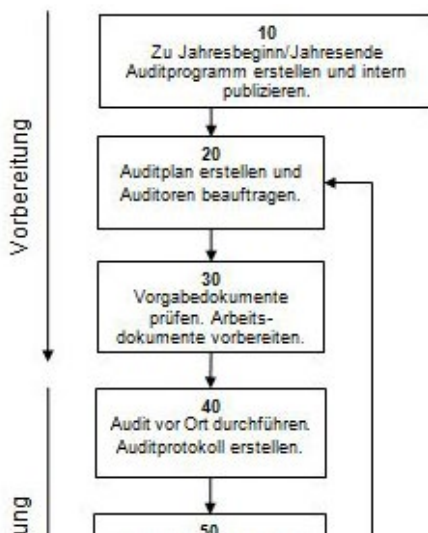 10
Zu Jahresbeginn/Jahresende
Auditprogramm erstellen und intern
publizieren.
Vorbereitung
20
Auditplan erstellen und
Auditoren beauftragen.
30
Vorgabedokumente
prüfen. Arbeits-
dokumente vorbereiten.
40
Audit vor Ort durchführen.
Auditprotokoll erstellen.
50